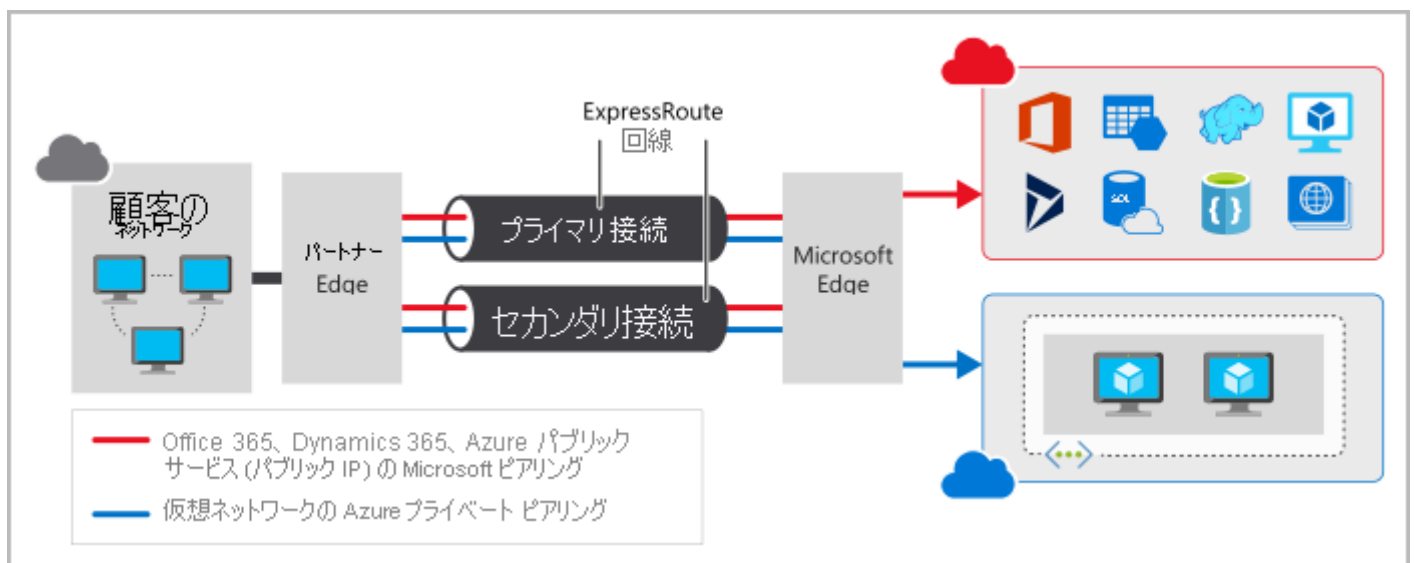 ExpressRoute
回線
顧客の
ネットワーク
パートナー
Edge
プライマリ接続
セカンダリ接続
Microsoft
Edge
SQL
{ }
Office 365、Dynamics 365、Azure パブリック
サービス (パブリック IP) の Microsoft ピアリング
仮想ネットワークの Azure プライベート ピアリング